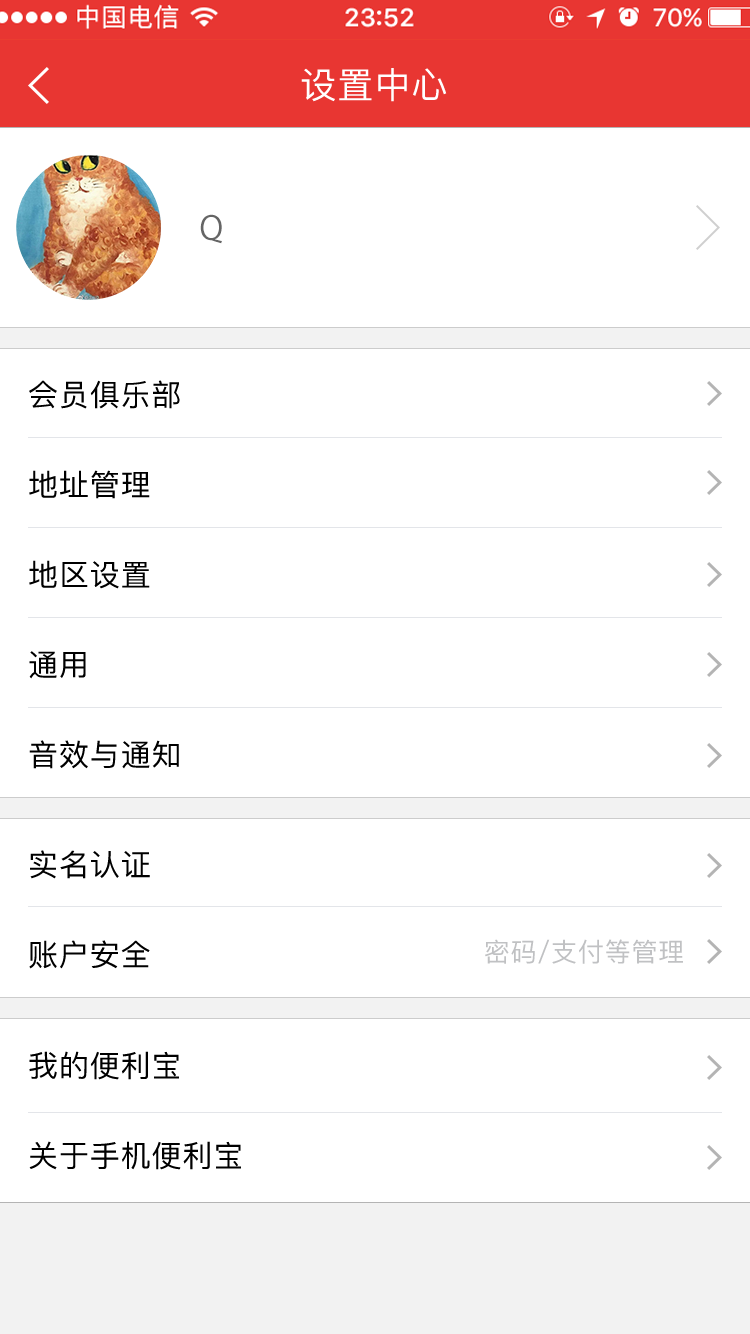 中国电信 23:52 70%
设置中心
Q
会员俱乐部
地址管理
地区设置
通用
音效与通知
实名认证
账户安全 密码/支付等管理
我的便利宝
关于手机便利宝